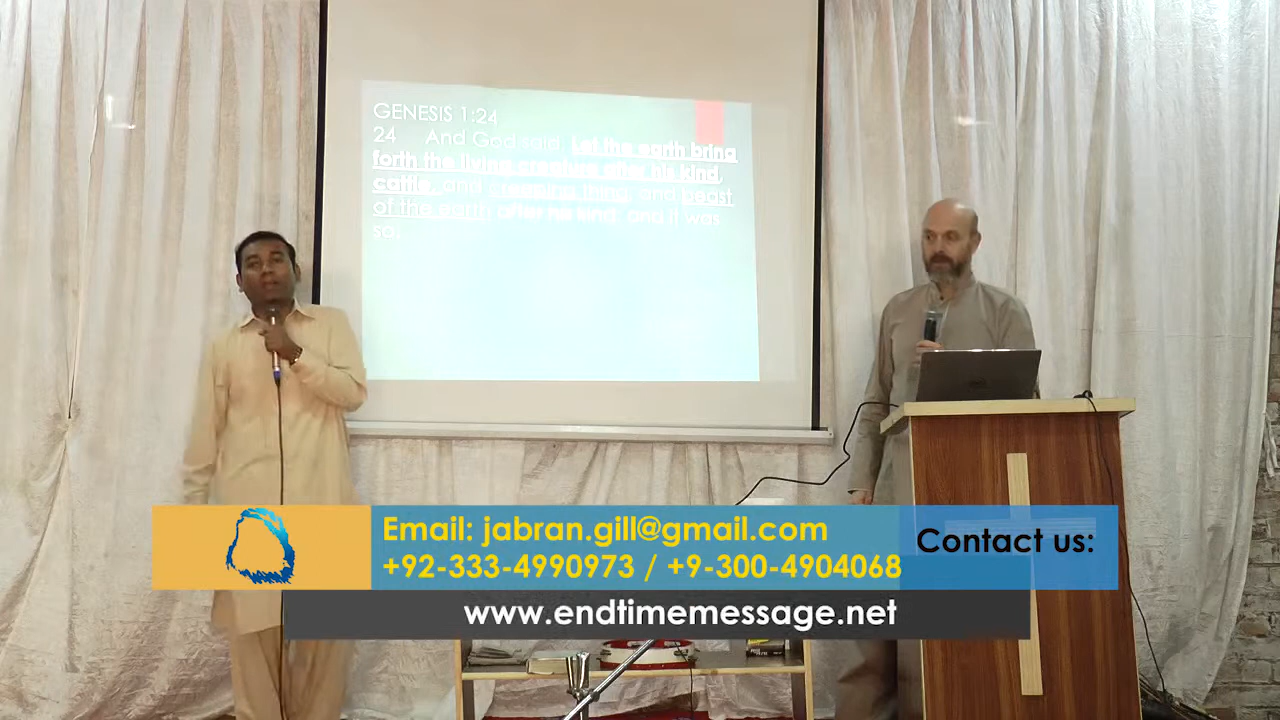 GENESIS 1:24
24 And God said, Let the earth bring
forth the living creature after his kind,
cattle, and creeping thing, and beast
of the earth after his kind: and it was
so.
Email: jabran.gill@gmail.com
+92-333-4990973 / +9-300-4904068
Contact us:
www.endtimemessage.net